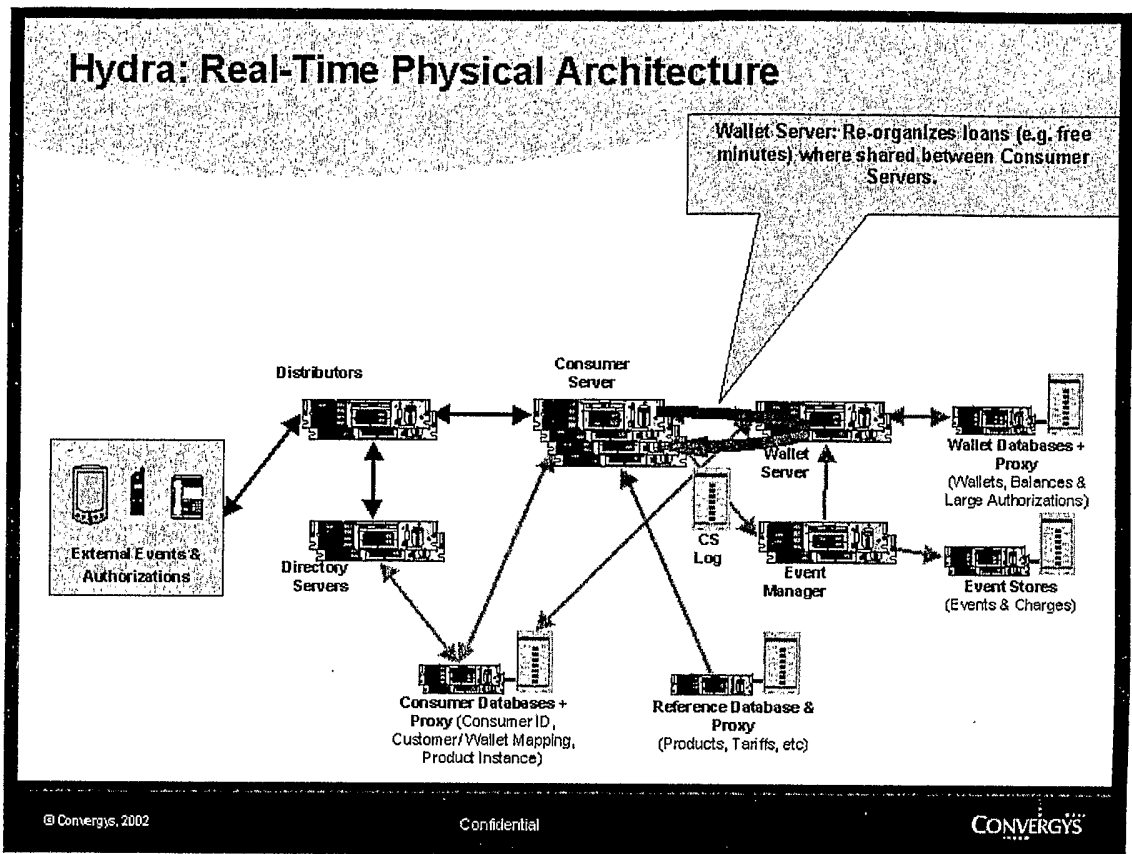 Hydra: Real-Time Physical Architecture
Wallet Server: Re-organizes loans (e.g. free
minutes) where shared between Consumer
Servers.
Distributors
Consumer
Server
Wallet
Server
Wallet Databases +
Proxy
(Wallets, Balances &
Large Authorizations)
External Events &
Authorizations
Directory
Servers
CS
Log
Event
Manager
Event Stores
(Events & Charges)
Consumer Databases +
Proxy (Consumer ID,
Customer/Wallet Mapping,
Product Instance)
Reference Database &
Proxy
(Products, Tariffs, etc)
© Convergys, 2002
Confidential
CONVERGYS